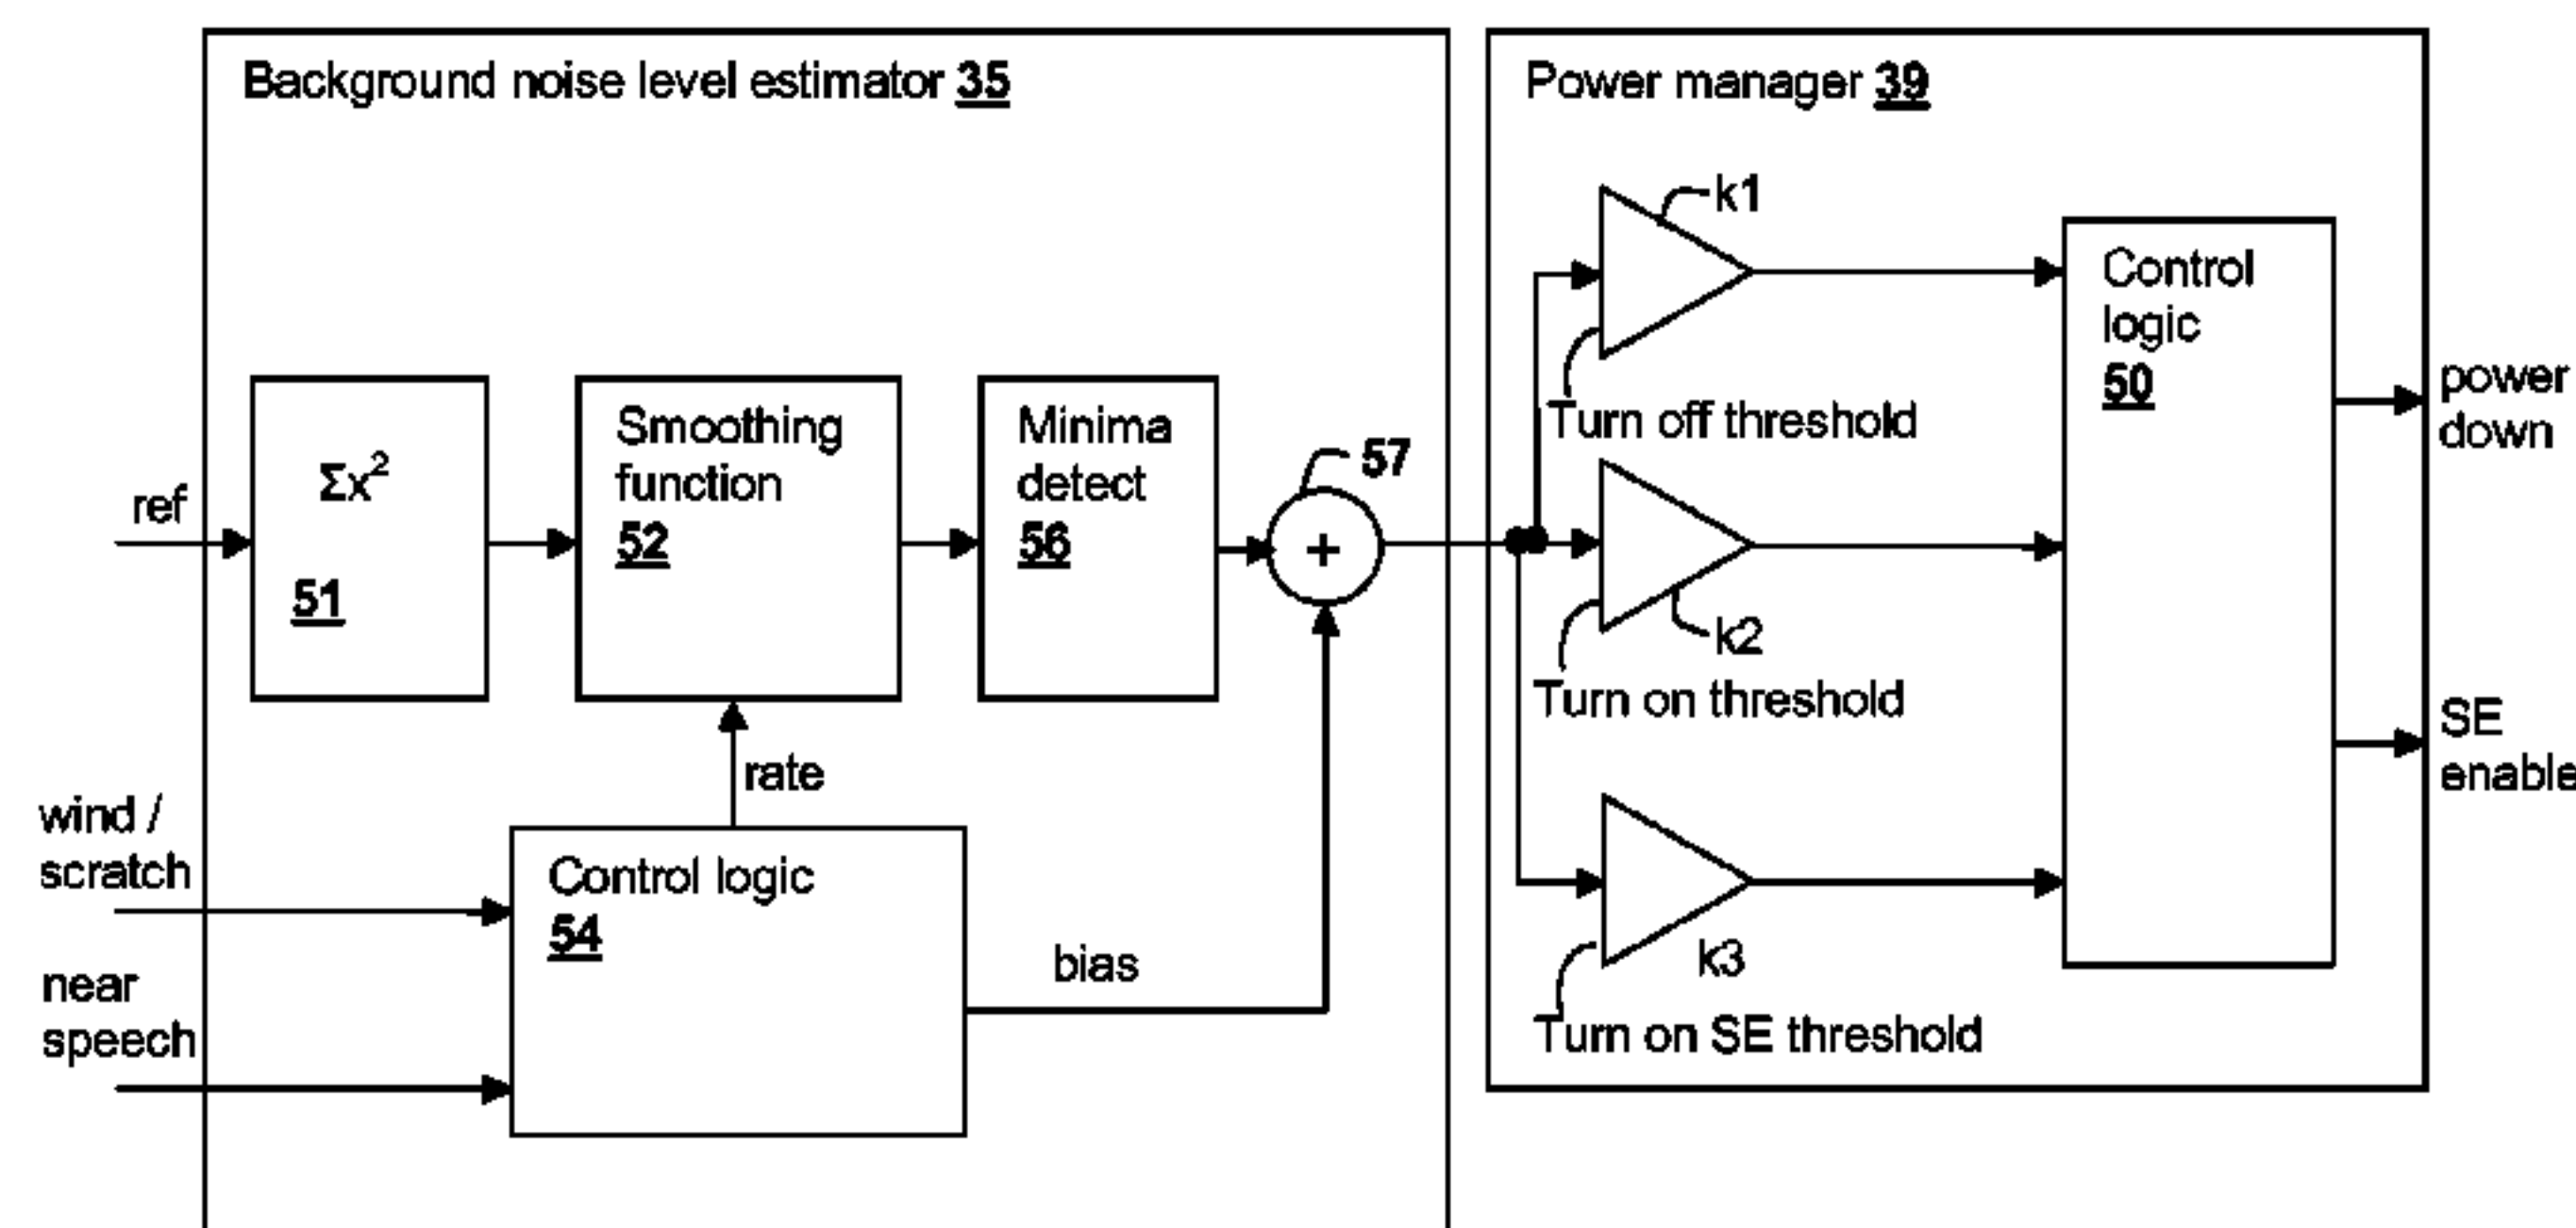 Background noise level estimator 35
Power manager 39
k1
Control
logic
50
Turn off threshold
power
down
Σx²
51
Smoothing
function
52
Minima
detect
56
57
ref
+
k2
Turn on threshold
SE
enable
rate
wind /
scratch
Control logic
54
near
speech
bias
k3
Turn on SE threshold